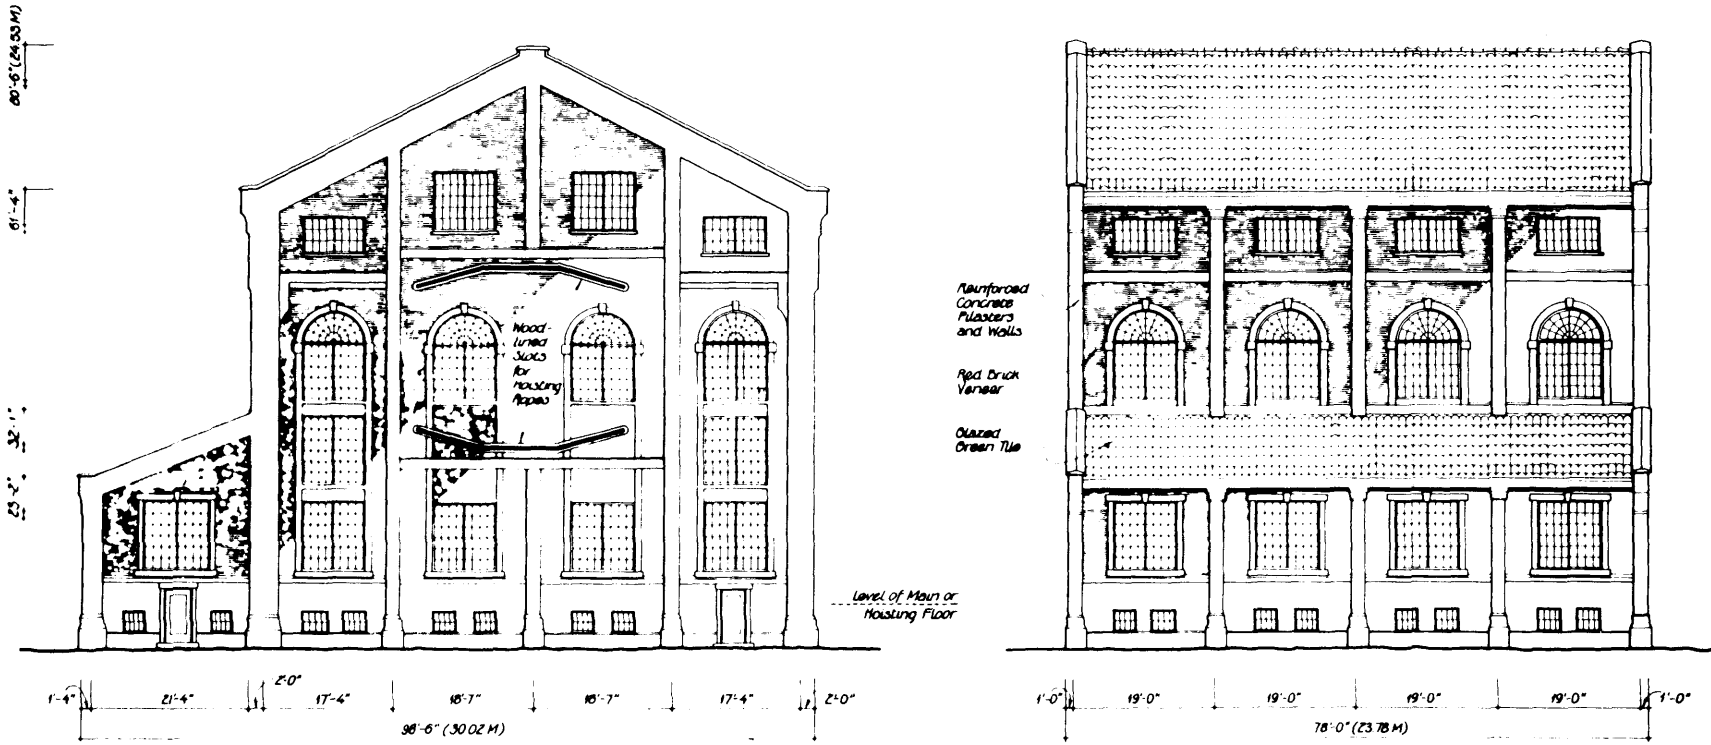 80'-6" (24.53 M)
61'-4"
32'-1"
23'-2"
Wood-
lined
Slots
for
Hoisting
Ropes
Level of Main or
Hoisting Floor
1'-4"
21'-4"
2'-0"
17'-4"
18'-7"
18'-7"
17'-4"
2'-0"
98'-6" (30.02 M)
Reinforced
Concrete
Pilasters
and Walls
Red Brick
Veneer
Glazed
Green Tile
1'-0"
19'-0"
19'-0"
19'-0"
19'-0"
1'-0"
78'-0" (23.78 M)